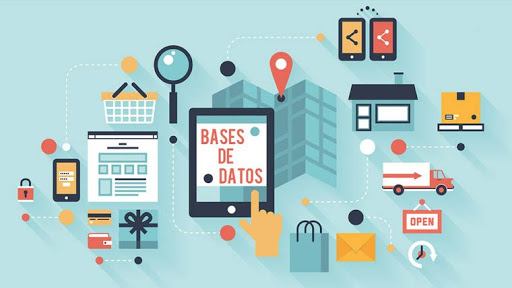 BASES
DE
DATOS
OPEN